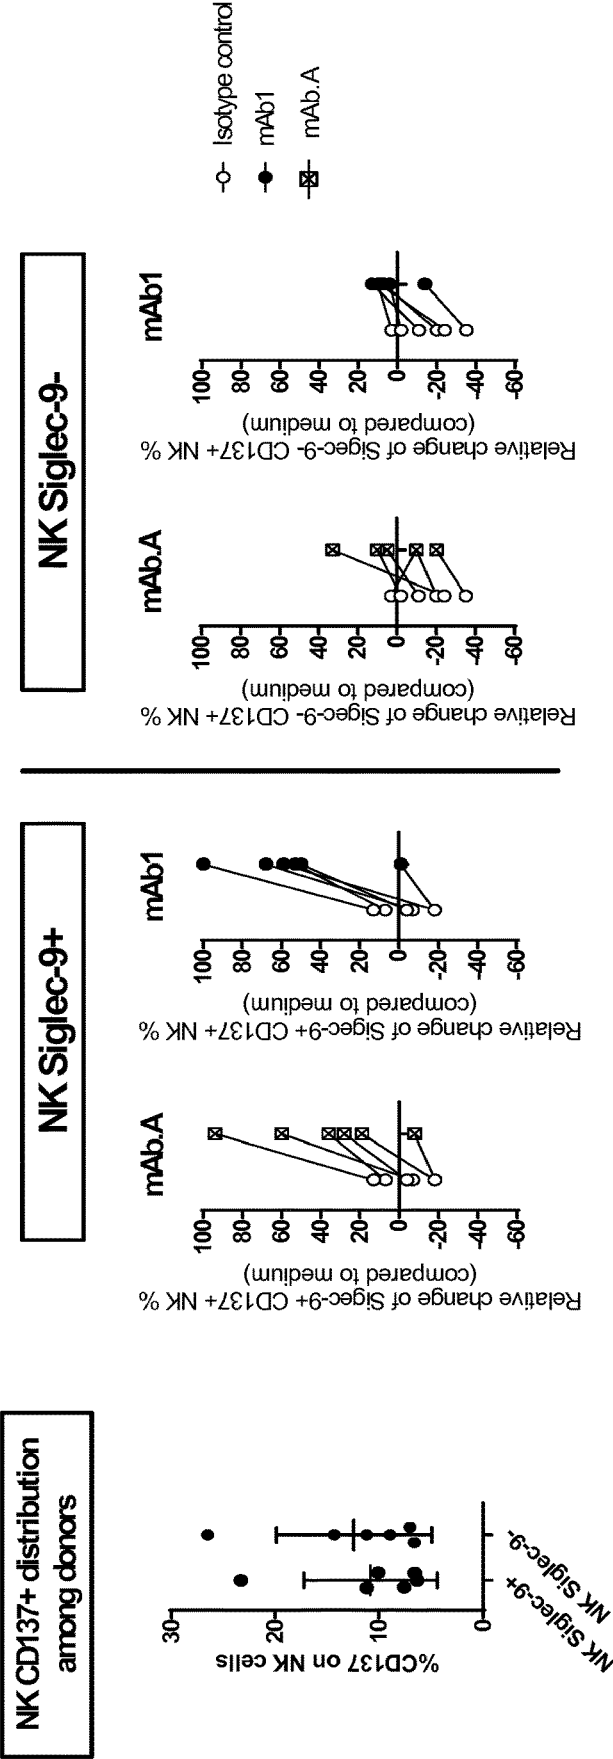 NK CD137+ distribution
among donors
%CD137 on NK cells
30
20
10
0
NK Siglec-9+
NK Siglec-9-
NK Siglec-9+
mAb.A
Relative change of Sigec-9+ CD137+ NK %
(compared to medium)
100
80
60
40
20
0
-20
-40
-60
mAb1
Relative change of Sigec-9+ CD137+ NK %
(compared to medium)
100
80
60
40
20
0
-20
-40
-60
NK Siglec-9-
mAb.A
Relative change of Sigec-9- CD137+ NK %
(compared to medium)
100
80
60
40
20
0
-20
-40
-60
mAb1
Relative change of Sigec-9- CD137+ NK %
(compared to medium)
100
80
60
40
20
0
-20
-40
-60
Isotype control
mAb1
mAb.A